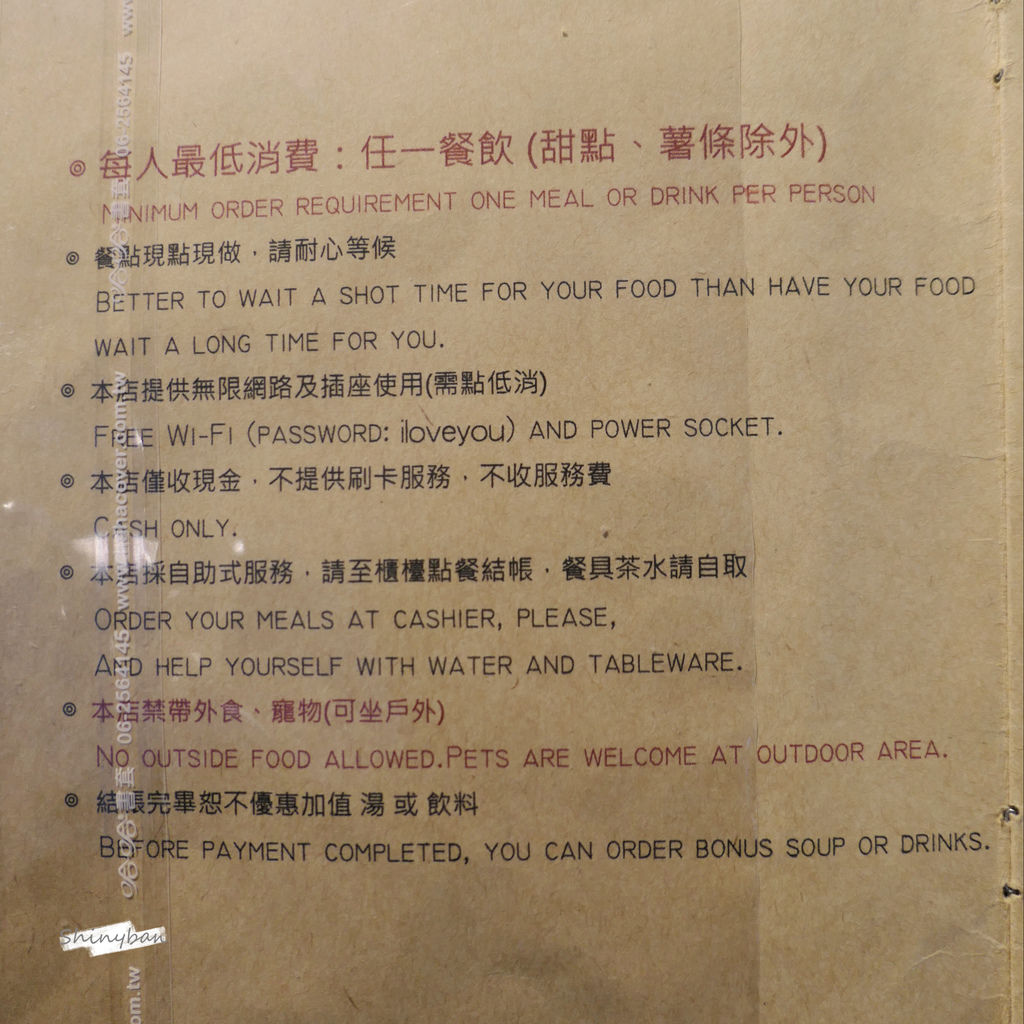 ◎ 每人最低消費：任一餐飲 (甜點、薯條除外)
MINIMUM ORDER REQUIREMENT ONE MEAL OR DRINK PER PERSON
◎ 餐點現點現做，請耐心等候
BETTER TO WAIT A SHOT TIME FOR YOUR FOOD THAN HAVE YOUR FOOD
WAIT A LONG TIME FOR YOU.
◎ 本店提供無限網路及插座使用(需點低消)
FREE WI-FI (PASSWORD: iloveyou) AND POWER SOCKET.
◎ 本店僅收現金，不提供刷卡服務，不收服務費
CASH ONLY.
◎ 本店採自助式服務，請至櫃檯點餐結帳，餐具茶水請自取
ORDER YOUR MEALS AT CASHIER, PLEASE,
AND HELP YOURSELF WITH WATER AND TABLEWARE.
◎ 本店禁帶外食、寵物(可坐戶外)
NO OUTSIDE FOOD ALLOWED.PETS ARE WELCOME AT OUTDOOR AREA.
◎ 結帳完畢恕不優惠加值 湯 或 飲料
BEFORE PAYMENT COMPLETED, YOU CAN ORDER BONUS SOUP OR DRINKS.
shinyban